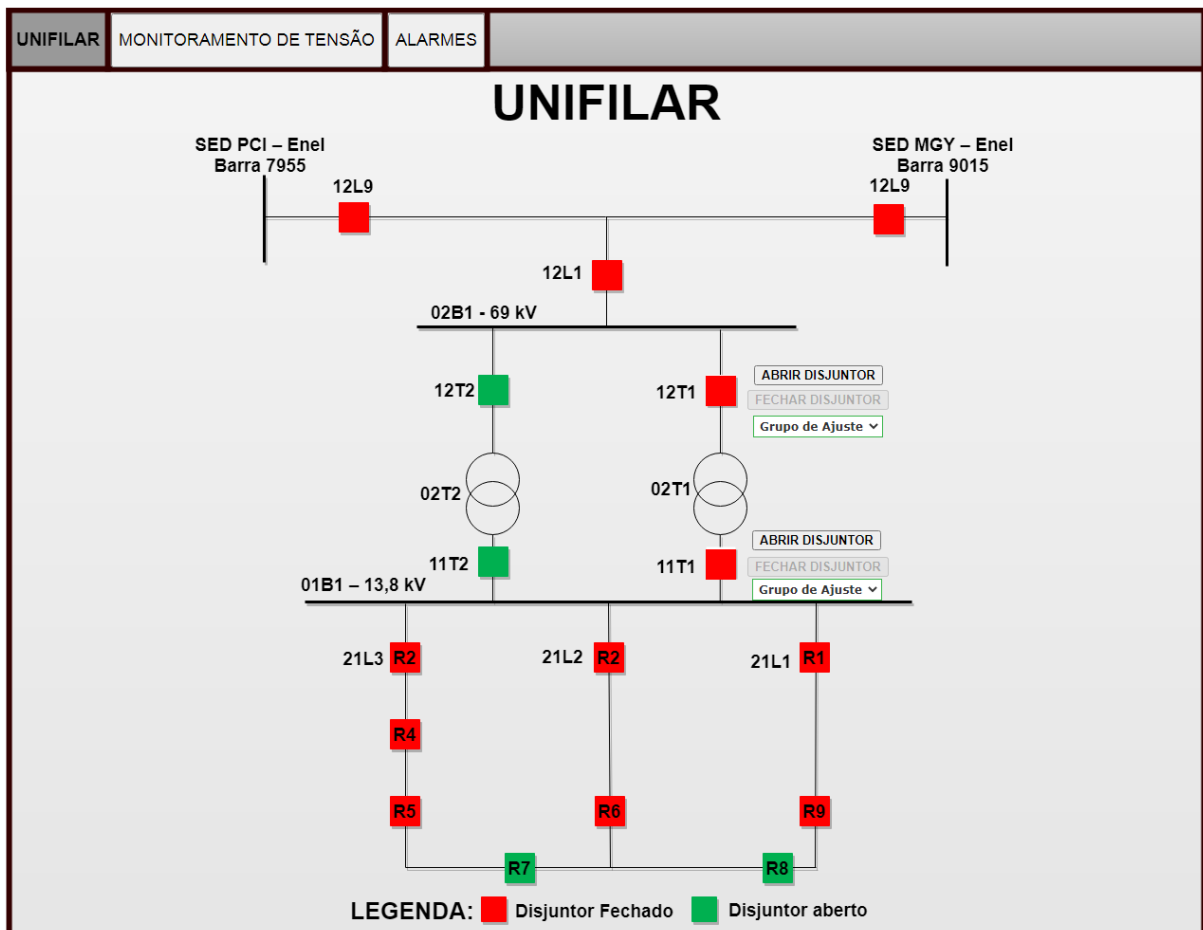 UNIFILAR
MONITORAMENTO DE TENSÃO
ALARMES
UNIFILAR
SED PCI – Enel
Barra 7955
SED MGY – Enel
Barra 9015
12L9
12L9
12L1
02B1 - 69 kV
12T2
12T1
ABRIR DISJUNTOR
FECHAR DISJUNTOR
Grupo de Ajuste
02T2
02T1
11T2
11T1
ABRIR DISJUNTOR
FECHAR DISJUNTOR
Grupo de Ajuste
01B1 – 13,8 kV
21L3 R2
21L2 R2
21L1 R1
R4
R5
R6
R9
R7
R8
LEGENDA: Disjuntor Fechado Disjuntor aberto